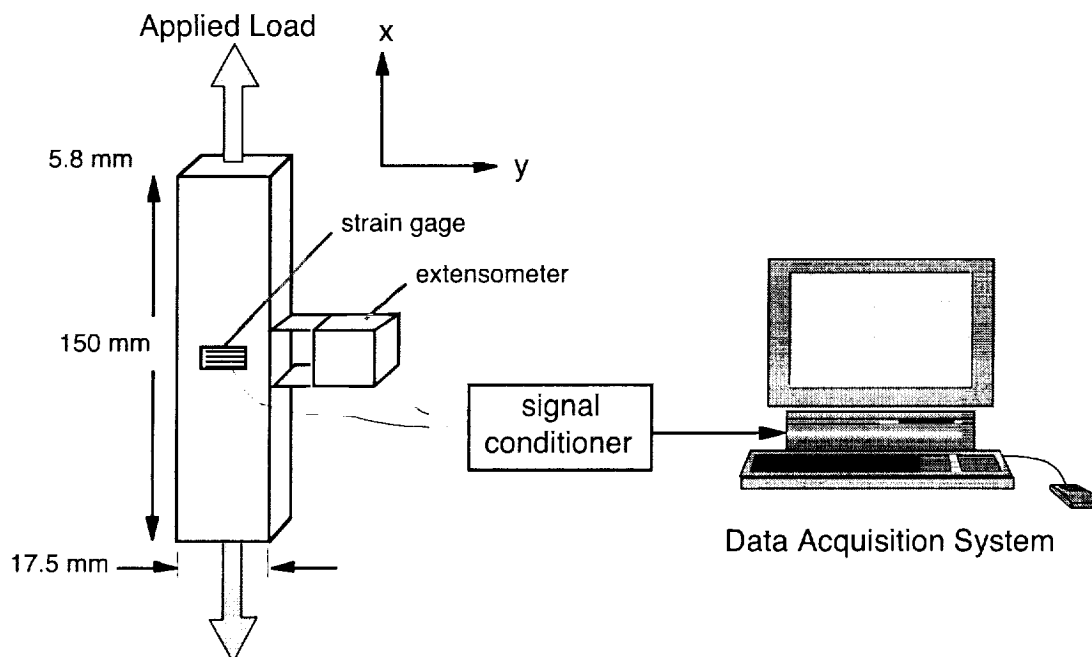 Applied Load
x
5.8 mm
y
strain gage
extensometer
150 mm
signal
conditioner
17.5 mm
Data Acquisition System